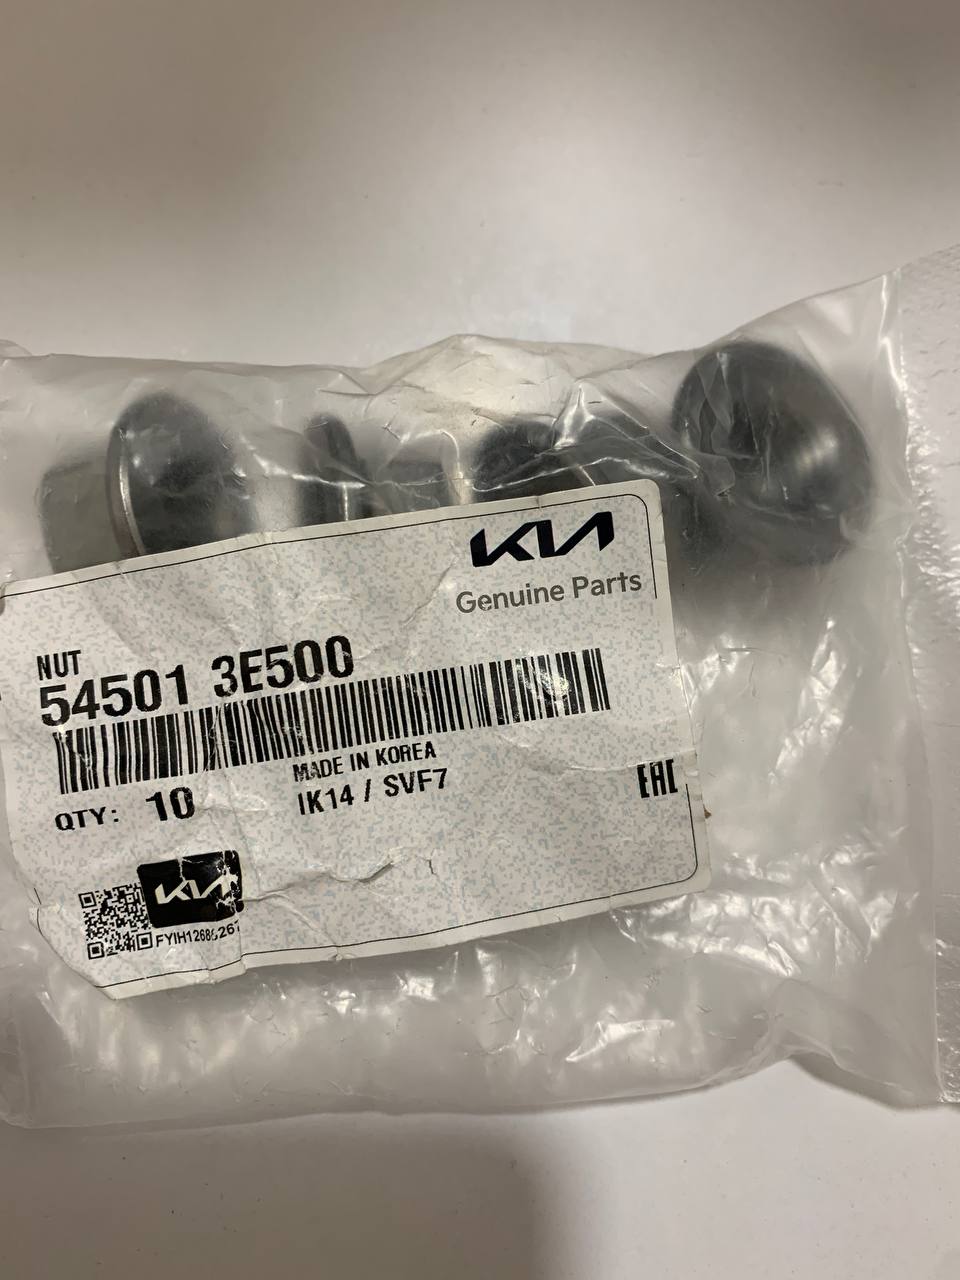 KIA
Genuine Parts
NUT
54501 3E500
MADE IN KOREA
QTY: 10
IK14 / SVF7
EAC
KIA